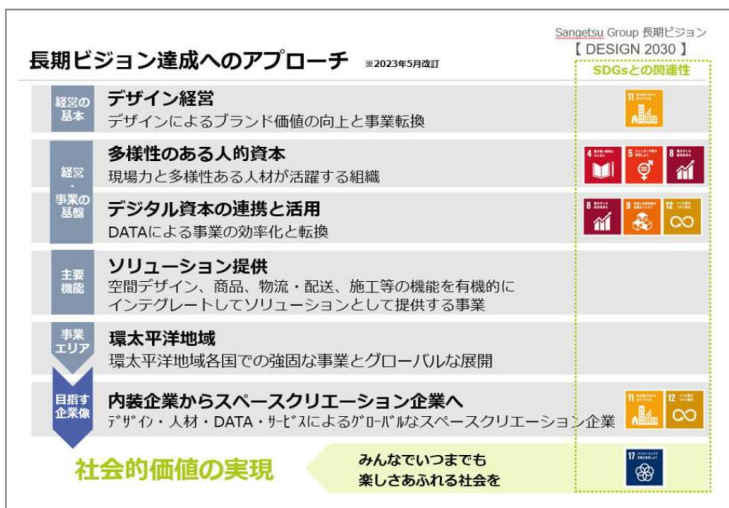 Sangetsu Group 長期ビジョン
【 DESIGN 2030 】
長期ビジョン達成へのアプローチ ※2023年5月改訂
SDGsとの関連性
経営の
基本
デザイン経営
デザインによるブランド価値の向上と事業転換
11
経営
・
事業の
基盤
多様性のある人的資本
現場力と多様性ある人材が活躍する組織
4 5 8
デジタル資本の連携と活用
DATAによる事業の効率化と転換
8 9 12
主要
機能
ソリューション提供
空間デザイン、商品、物流・配送、施工等の機能を有機的に
インテグレートしてソリューションとして提供する事業
事業
エリア
環太平洋地域
環太平洋地域各国での強固な事業とグローバルな展開
目指す
企業像
内装企業からスペースクリエーション企業へ
ﾃﾞｻﾞｲﾝ・人材・DATA・ｻｰﾋﾞｽによるｸﾞﾛｰﾊﾞﾙなスペースクリエーション企業
11 12
社会的価値の実現
みんなでいつまでも
楽しさあふれる社会を
17